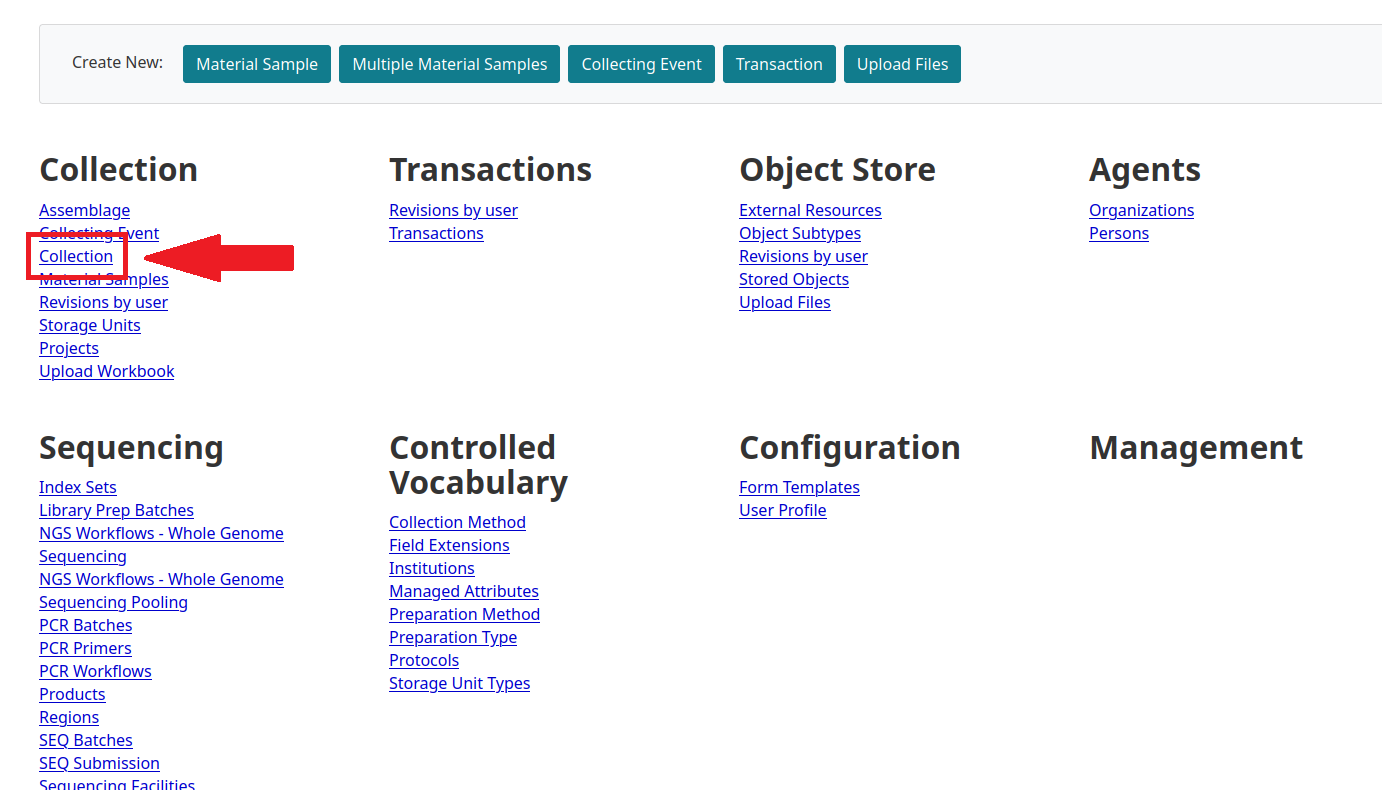 Create New: Material Sample Multiple Material Samples Collecting Event Transaction Upload Files
Collection
Assemblage
Collecting Event
Collection
Material Samples
Revisions by user
Storage Units
Projects
Upload Workbook
Transactions
Revisions by user
Transactions
Object Store
External Resources
Object Subtypes
Revisions by user
Stored Objects
Upload Files
Agents
Organizations
Persons
Sequencing
Index Sets
Library Prep Batches
NGS Workflows - Whole Genome
Sequencing
NGS Workflows - Whole Genome
Sequencing Pooling
PCR Batches
PCR Primers
PCR Workflows
Products
Regions
SEQ Batches
SEQ Submission
Sequencing Facilities
Controlled
Vocabulary
Collection Method
Field Extensions
Institutions
Managed Attributes
Preparation Method
Preparation Type
Protocols
Storage Unit Types
Configuration
Form Templates
User Profile
Management